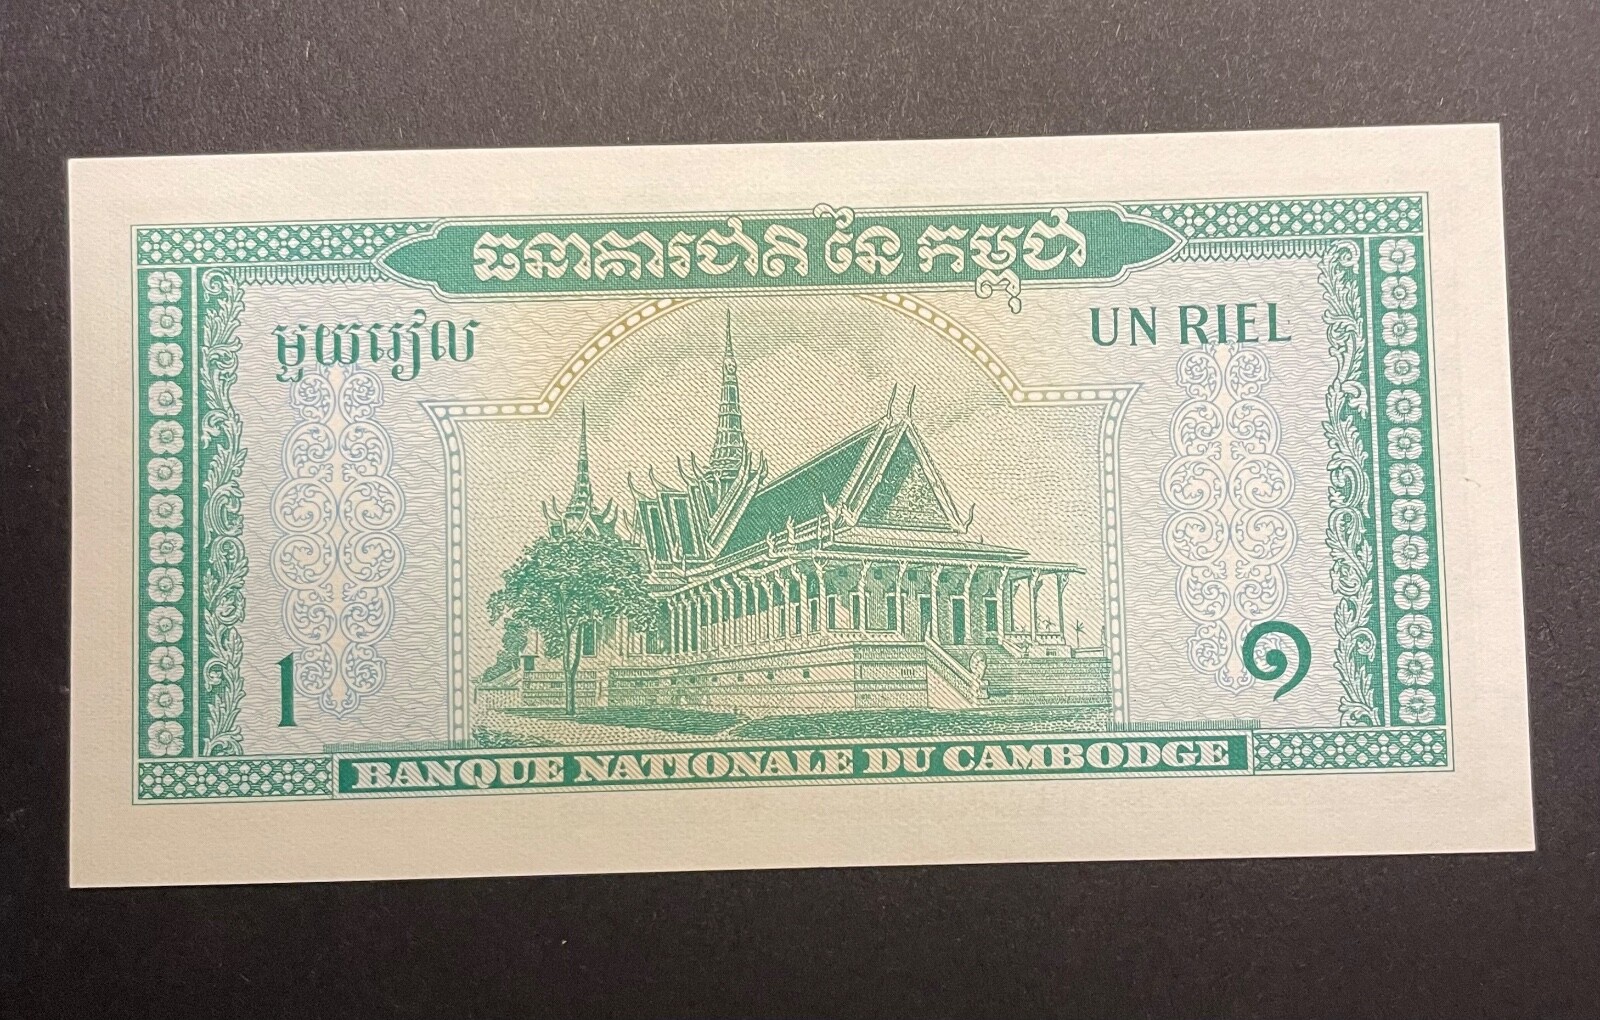 ធនាគារជាតិ នៃ កម្ពុជា
មួយរៀល
UN RIEL
1
១
BANQUE NATIONALE DU CAMBODGE